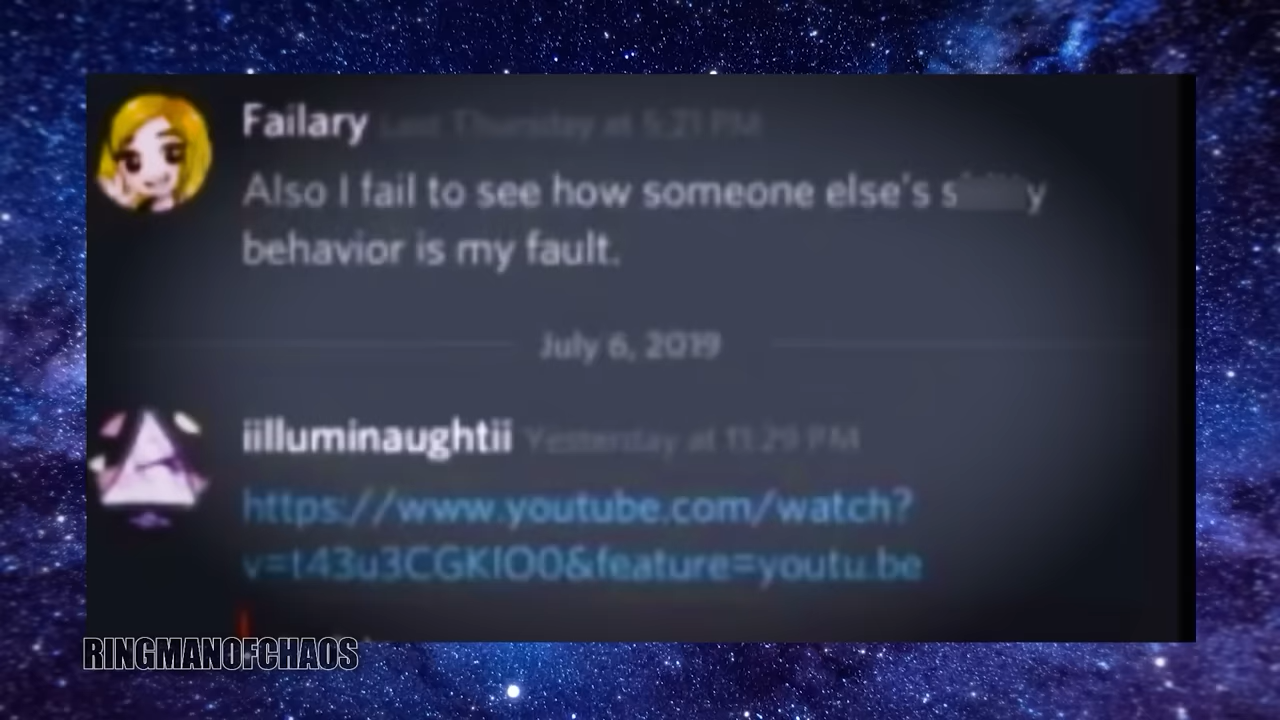 Failary Last Thursday at 5:21 PM
Also I fail to see how someone else's s y
behavior is my fault.
July 6, 2019
iilluminaughtii Yesterday at 11:29 PM
https://www.youtube.com/watch?
v=t43u3CGKIO0&feature=youtu.be
RINGMANOFCHAOS